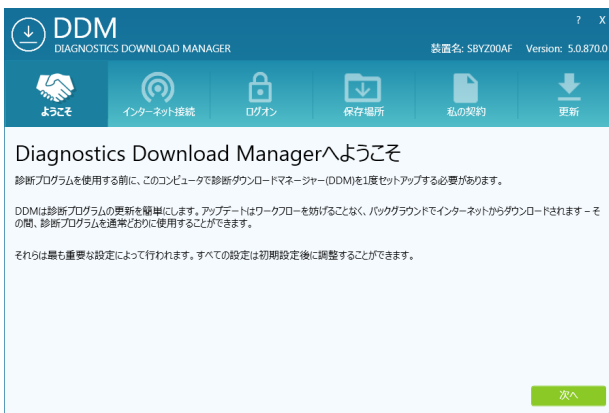 DDM
DIAGNOSTICS DOWNLOAD MANAGER
? X
装置名: SBYZ00AF Version: 5.0.870.0
ようこそ
インターネット接続
ログオン
保存場所
私の契約
更新
Diagnostics Download Managerへようこそ
診断プログラムを使用する前に、このコンピュータで診断ダウンロードマネージャー(DDM)を1度セットアップする必要があります。
DDMは診断プログラムの更新を簡単にします。アップデートはワークフローを妨げることなく、バックグラウンドでインターネットからダウンロードされます – そ
の間、診断プログラムを通常どおりに使用することができます。
それらは最も重要な設定によって行われます。すべての設定は初期設定後に調整することができます。
次へ